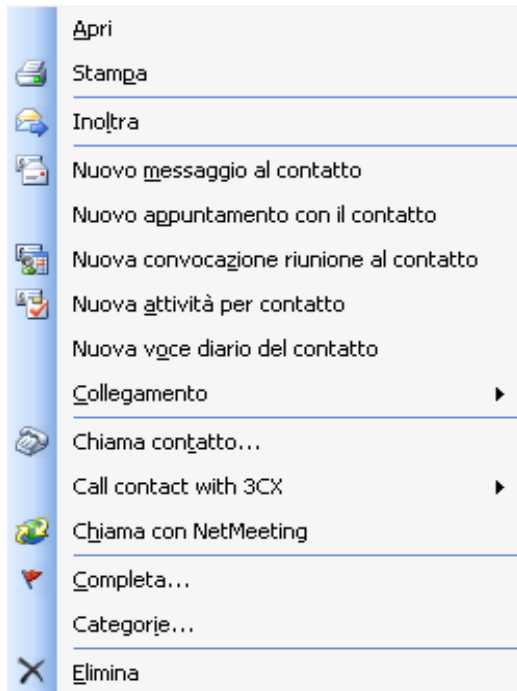 Apri
Stampa
Inoltra
Nuovo messaggio al contatto
Nuovo appuntamento con il contatto
Nuova convocazione riunione al contatto
Nuova attività per contatto
Nuova voce diario del contatto
Collegamento
Chiama contatto...
Call contact with 3CX
Chiama con NetMeeting
Completa...
Categorie...
Elimina